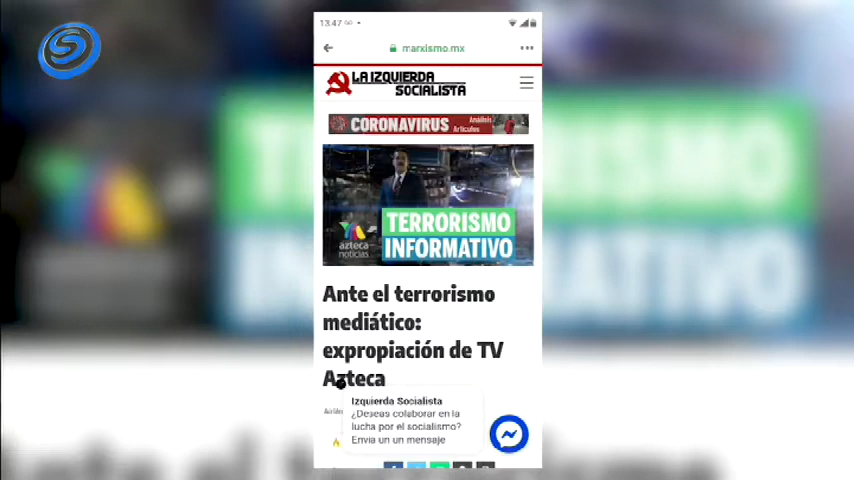 13:47
marxismo.mx
LA IZQUIERDA
SOCIALISTA
CORONAVIRUS
Análisis
Artículos
TERRORISMO
INFORMATIVO
azteca
noticias
Ante el terrorismo
mediático:
expropiación de TV
Azteca
Izquierda Socialista
¿Deseas colaborar en la
lucha por el socialismo?
Envia un un mensaje